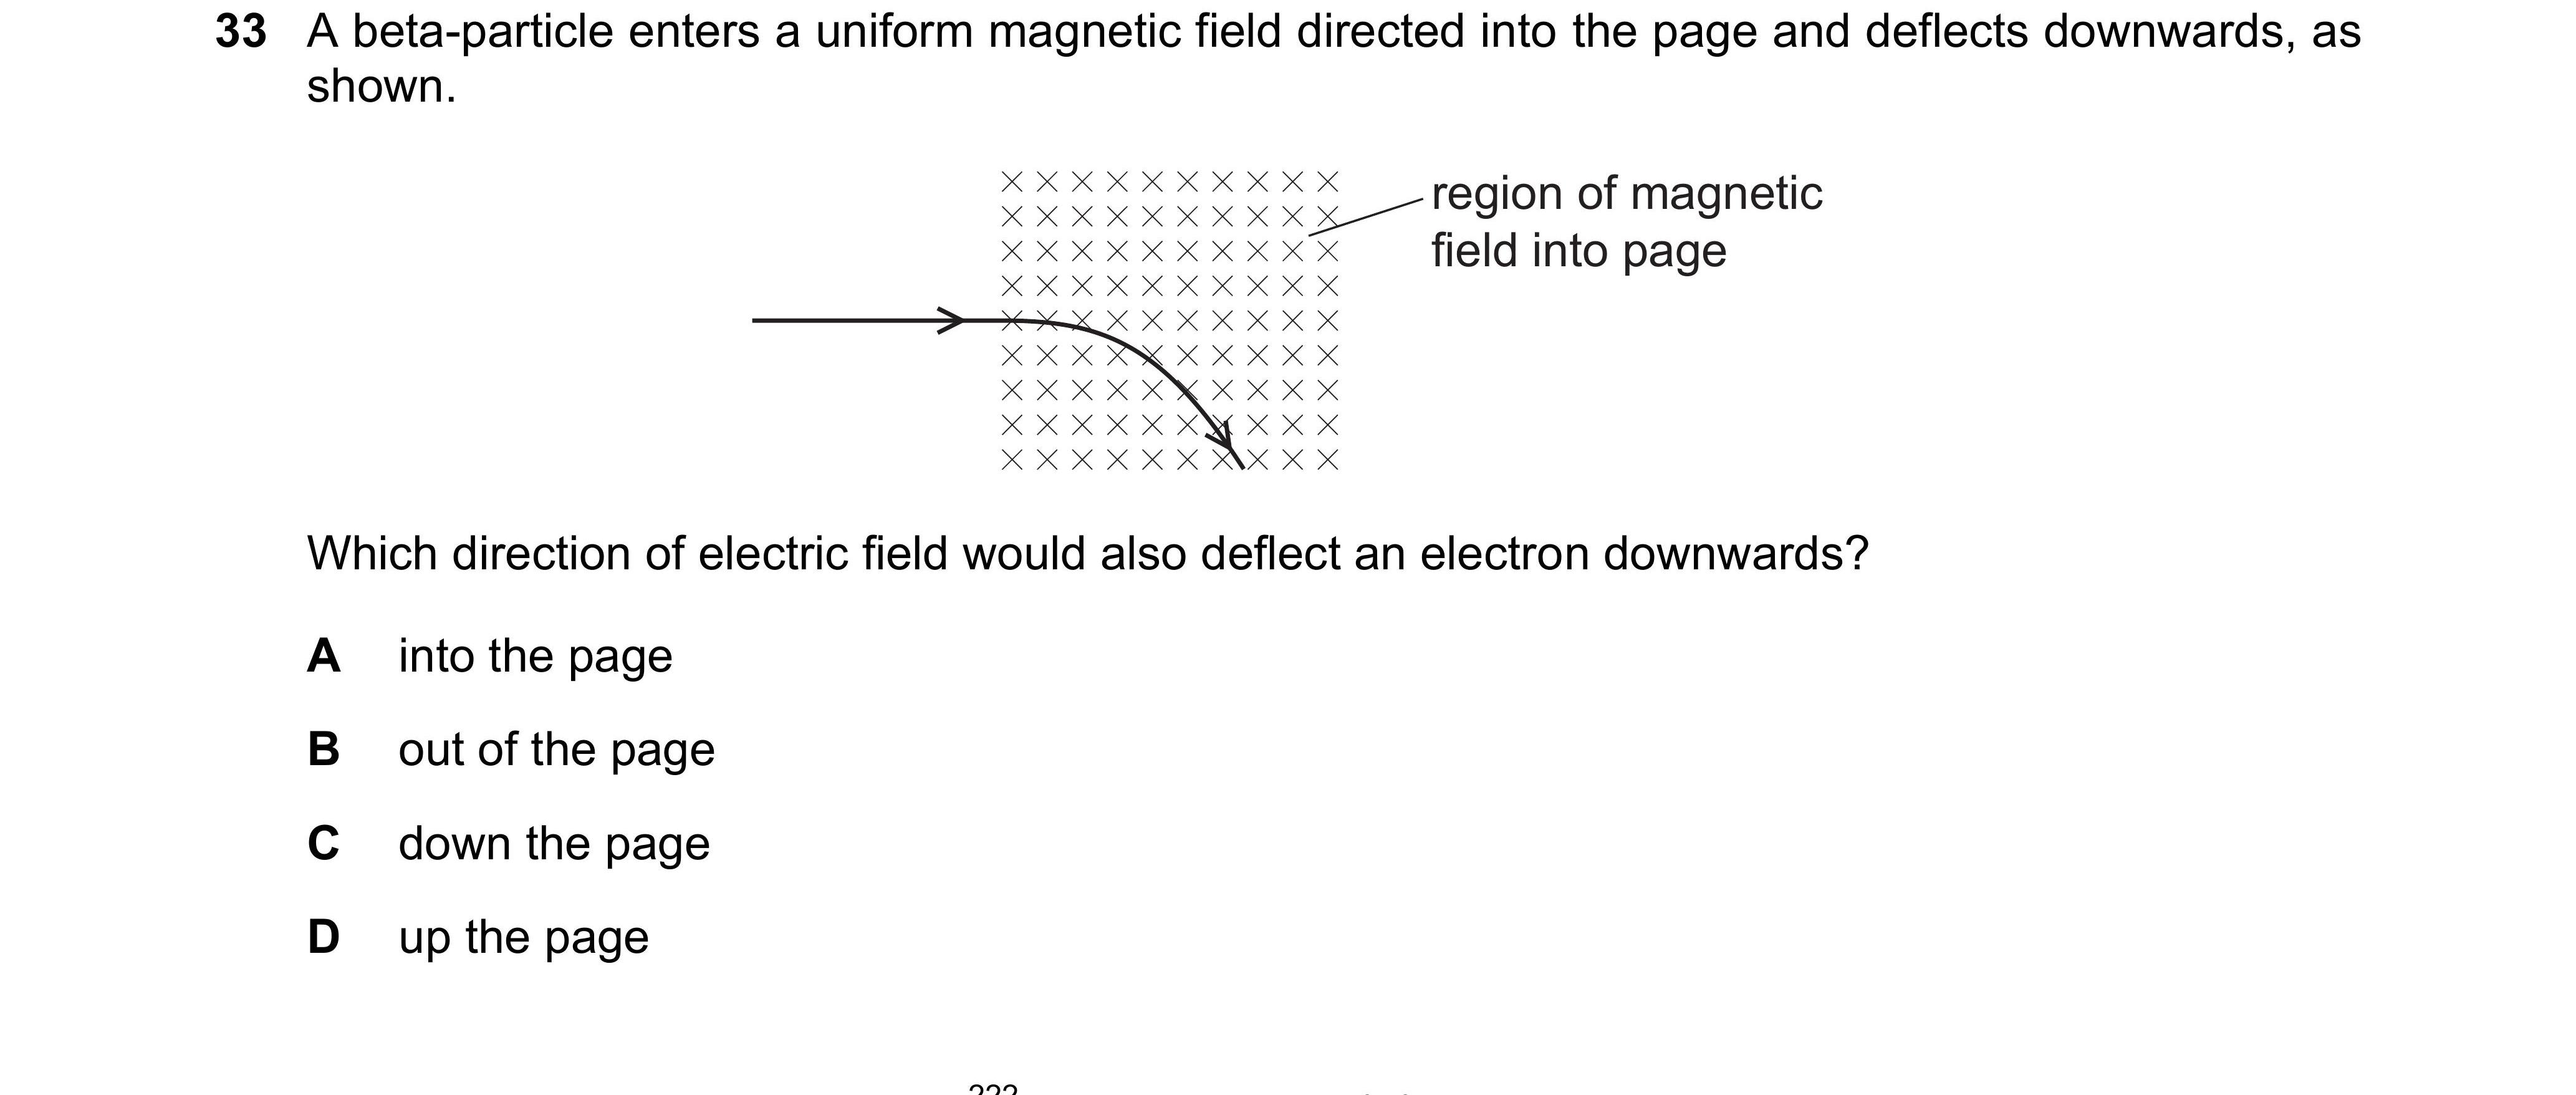 33 A beta-particle enters a uniform magnetic field directed into the page and deflects downwards, as
shown.
region of magnetic
field into page
Which direction of electric field would also deflect an electron downwards?
A into the page
B out of the page
C down the page
D up the page